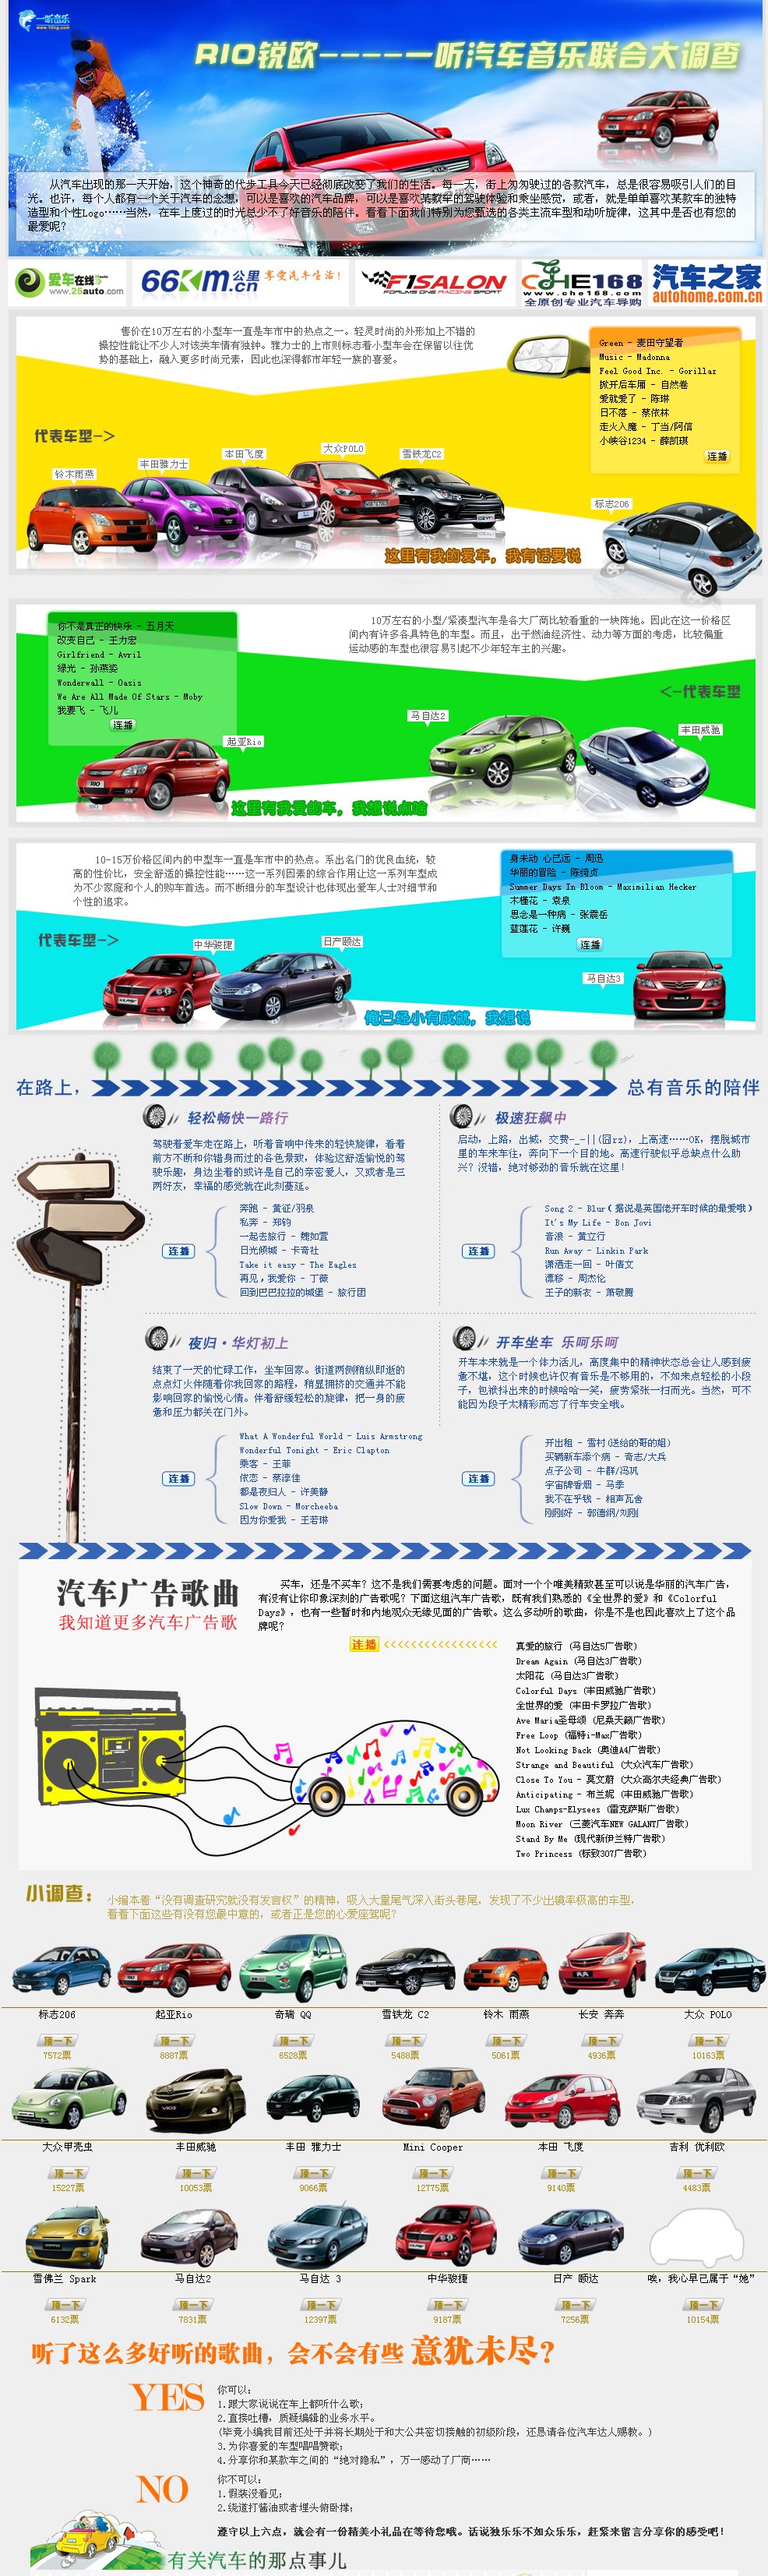 一听音乐
www.1ting.com
RIO锐欧----一听汽车音乐联合大调查
从汽车出现的那一天开始，这个神奇的代步工具今天已经彻底改变了我们的生活。每一天，街上匆匆驶过的各款汽车，总是很容易吸引人们的目
光。也许，每个人都有一个关于汽车的念想，可以是喜欢的汽车品牌，可以是喜欢某款车的驾驶体验和乘坐感觉，或者，就是单单喜欢某款车的独特
造型和个性Logo……当然，在车上度过的时光总少不了好音乐的陪伴。看看下面我们特别为您甄选的各类主流车型和动听旋律，这其中是否也有您的
最爱呢？
爱车在线
www.25auto.com
66Km公里.cn 享爱汽车生活！
F1SALON
FORUMS ONE RACING SPORT
CHE168
www.che168.com
全原创专业汽车导购
汽车之家
autohome.com.cn
售价在10万左右的小型车一直是车市中的热点之一。轻灵时尚的外形加上不错的
操控性能让不少人对该类车情有独钟。雅力士的上市则标志着小型车会在保留以往优
势的基础上，融入更多时尚元素，因此也深得都市年轻一族的喜爱。
Green - 麦田守望者
Music - Madonna
Feel Good Inc. - Gorillaz
掀开后车厢 - 自然卷
爱就爱了 - 陈琳
日不落 - 蔡依林
走火入魔 - 丁当/阿信
小峡谷1234 - 薛凯琪
连播
代表车型->
铃木雨燕
丰田雅力士
本田飞度
大众POLO
雪铁龙C2
标志206
这里有我的爱车，我有话要说
你不是真正的快乐 - 五月天
改变自己 - 王力宏
Girlfriend - Avril
绿光 - 孙燕姿
Wonderwall - Oasis
We Are All Made Of Stars - Moby
我要飞 - 飞儿
连播
10万左右的小型/紧凑型汽车是各大厂商比较看重的一块阵地。因此在这一价格区
间内有许多各具特色的车型。而且，出于燃油经济性、动力等方面的考虑，比较偏重
运动感的车型也很容易引起不少年轻车主的兴趣。
<-代表车型
起亚Rio
马自达2
丰田威驰
这里有我爱的车，我想说点啥
10-15万价格区间内的中型车一直是车市中的热点。系出名门的优良血统，较
高的性价比，安全舒适的操控性能……这一系列因素的综合作用让这一系列车型成
为不少家庭和个人的购车首选。而不断细分的车型设计也体现出爱车人士对细节和
个性的追求。
身未动 心已远 - 周迅
华丽的冒险 - 陈绮贞
Summer Days In Bloom - Maximilian Hecker
木槿花 - 袁泉
思念是一种病 - 张震岳
蓝莲花 - 许巍
连播
代表车型->
中华骏捷
日产颐达
马自达3
俺已经小有成就，我想说
在路上，
总有音乐的陪伴
轻松畅快一路行
驾驶着爱车走在路上，听着音响中传来的轻快旋律，看着
前方不断和你错身而过的各色景致，体验这舒适愉悦的驾
驶乐趣，身边坐着的或许是自己的亲密爱人，又或者是三
两好友，幸福的感觉就在此刻蔓延。
连播
奔跑 - 黄征/羽泉
私奔 - 郑钧
一起去旅行 - 魏如萱
日光倾城 - 卡奇社
Take it easy - The Eagles
再见，我爱你 - 丁薇
回到巴巴拉拉的城堡 - 旅行团
极速狂飙中
启动，上路，出城，交费-_-||(囧rz)，上高速……OK，摆脱城市
里的车来车往，奔向下一个目的地。高速行驶似乎总缺点什么助
兴？没错，绝对够劲的音乐就在这里！
连播
Song 2 - Blur（据说是英国佬开车时候的最爱哦）
It's My Life - Bon Jovi
音浪 - 黄立行
Run Away - Linkin Park
潇洒走一回 - 叶倩文
漂移 - 周杰伦
王子的新衣 - 萧敬腾
夜归·华灯初上
结束了一天的忙碌工作，坐车回家。街道两侧稍纵即逝的
点点灯火伴随着你我回家的路程，稍显拥挤的交通并不能
影响回家的愉悦心情。伴着舒缓轻松的旋律，把一身的疲
惫和压力都关在门外。
连播
What A Wonderful World - Luis Armstrong
Wonderful Tonight - Eric Clapton
乘客 - 王菲
依恋 - 蔡淳佳
都是夜归人 - 许美静
Slow Down - Morcheeba
因为你爱我 - 王若琳
开车坐车 乐呵乐呵
开车本来就是一个体力活儿，高度集中的精神状态总会让人感到疲
惫不堪，这个时候也许仅有音乐是不够用的，不如来点轻松的小段
子，包袱抖出来的时候哈哈一笑，疲劳紧张一扫而光。当然，可不
能因为段子太精彩而忘了行车安全哦。
连播
开出租 - 雪村(送给的哥的姐)
买辆新车添个病 - 奇志/大兵
点子公司 - 牛群/冯巩
宇宙牌香烟 - 马季
我不在乎钱 - 相声瓦舍
刚刚好 - 郭德纲/刘刚
汽车广告歌曲
我知道更多汽车广告歌
买车，还是不买车？这不是我们需要考虑的问题。面对一个个唯美精致甚至可以说是华丽的汽车广告，
有没有让你印象深刻的广告歌呢？下面这组汽车广告歌，既有我们熟悉的《全世界的爱》和《Colorful
Days》，也有一些暂时和内地观众无缘见面的广告歌。这么多动听的歌曲，你是不是也因此喜欢上了这个品
牌呢？
连播 <<<<<<<<<<<<<<<<<
真爱的旅行 (马自达5广告歌)
Dream Again (马自达3广告歌)
太阳花 (马自达3广告歌)
Colorful Days (丰田威驰广告歌)
全世界的爱 (丰田卡罗拉广告歌)
Ave Maria圣母颂 (尼桑天籁广告歌)
Free Loop (福特i-Max广告歌)
Not Looking Back (奥迪A4广告歌)
Strange and Beautiful (大众汽车广告歌)
Close To You - 莫文蔚 (大众高尔夫经典广告歌)
Anticipating - 布兰妮 (丰田威驰广告歌)
Lux Champs-Elysees (雷克萨斯广告歌)
Moon River (三菱汽车NEW GALANT广告歌)
Stand By Me (现代新伊兰特广告歌)
Two Princess (标致307广告歌)
小调查：
小编本着“没有调查研究就没有发言权”的精神，吸入大量尾气深入街头巷尾，发现了不少出镜率极高的车型，
看看下面这些有没有您最中意的，或者正是您的心爱座驾呢？
标志206 起亚Rio 奇瑞 QQ 雪铁龙 C2 铃木 雨燕 长安 奔奔 大众 POLO
顶一下 顶一下 顶一下 顶一下 顶一下 顶一下 顶一下
7572票 8887票 6528票 5488票 5061票 4936票 10163票
大众甲壳虫 丰田威驰 丰田 雅力士 Mini Cooper 本田 飞度 吉利 优利欧
顶一下 顶一下 顶一下 顶一下 顶一下 顶一下
15227票 10053票 9066票 12775票 9140票 4483票
雪佛兰 Spark 马自达2 马自达 3 中华骏捷 日产 颐达 唉，我心早已属于“她”
顶一下 顶一下 顶一下 顶一下 顶一下 顶一下
6132票 7831票 12397票 9187票 7256票 10154票
听了这么多好听的歌曲，会不会有些 意犹未尽？
YES
你可以：
1.跟大家说说在车上都听什么歌；
2.直接吐槽，质疑编辑的业务水平。
(毕竟小编我目前还处于并将长期处于和大公共密切接触的初级阶段，还恳请各位汽车达人赐教。)
3.为你喜爱的车型唱唱赞歌；
4.分享你和某款车之间的“绝对隐私”，万一感动了厂商……
NO
你不可以：
1.假装没看见；
2.绕道打酱油或者埋头俯卧撑；
遵守以上六点，就会有一份精美小礼品在等待您哦。话说独乐乐不如众乐乐，赶紧来留言分享你的感受吧！
有关汽车的那点事儿